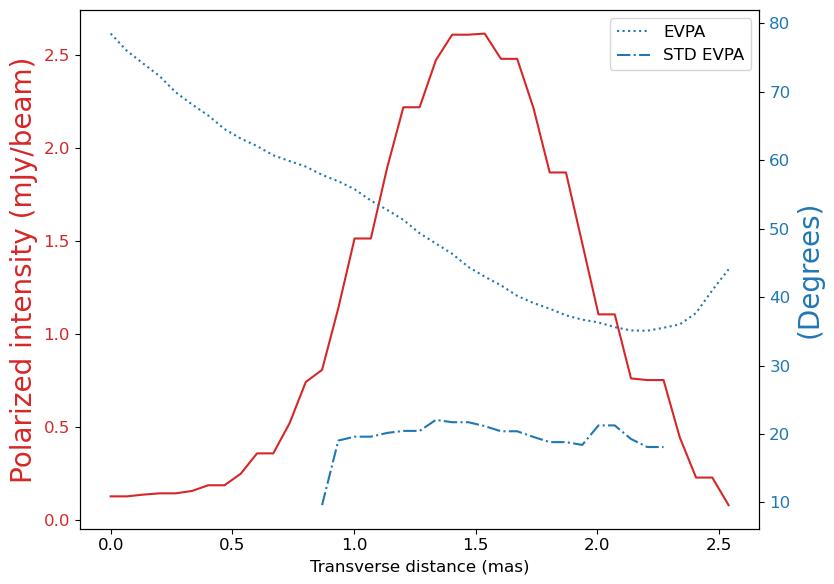 Polarized intensity (mJy/beam)
2.5
2.0
1.5
1.0
0.5
0.0
EVPA
STD EVPA
80
70
60
50
40
30
20
10
(Degrees)
0.0 0.5 1.0 1.5 2.0 2.5
Transverse distance (mas)